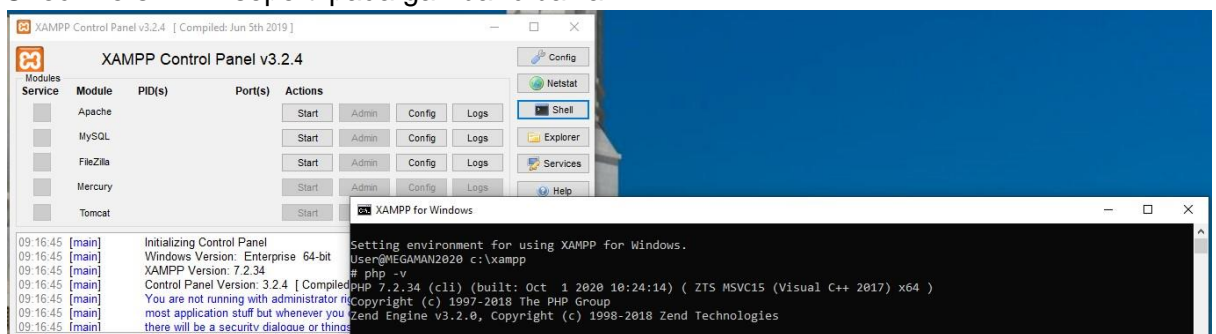 XAMPP Control Panel v3.2.4 [ Compiled: Jun 5th 2019 ]
XAMPP Control Panel v3.2.4
Config
Modules
Service Module PID(s) Port(s) Actions
Netstat
Apache Start Admin Config Logs
Shell
MySQL Start Admin Config Logs
Explorer
FileZilla Start Admin Config Logs
Services
Mercury Start Admin Config Logs
Help
Tomcat Start
09:16:45 [main] Initializing Control Panel
09:16:45 [main] Windows Version: Enterprise 64-bit
09:16:45 [main] XAMPP Version: 7.2.34
09:16:45 [main] Control Panel Version: 3.2.4 [ Compiled
09:16:45 [main] You are not running with administrator
09:16:45 [main] most application stuff but whenever you
09:16:45 [main] there will be a security dialogue or things
XAMPP for Windows
Setting environment for using XAMPP for Windows.
User@MEGAMAN2020 c:\xampp
# php -v
PHP 7.2.34 (cli) (built: Oct 1 2020 10:24:14) ( ZTS MSVC15 (Visual C++ 2017) x64 )
Copyright (c) 1997-2018 The PHP Group
Zend Engine v3.2.0, Copyright (c) 1998-2018 Zend Technologies